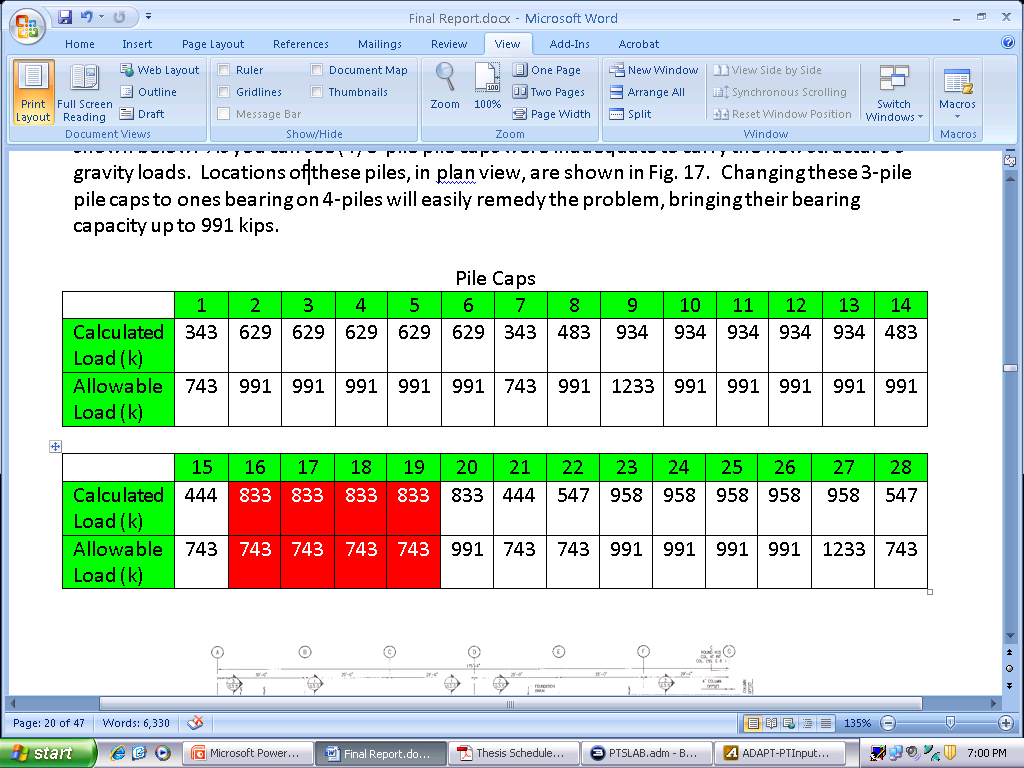 Final Report.docx - Microsoft Word
Home Insert Page Layout References Mailings Review View Add-Ins Acrobat
Print Layout
Full Screen Reading
Web Layout
Outline
Draft
Document Views
Ruler
Gridlines
Message Bar
Document Map
Thumbnails
Show/Hide
Zoom
100
100%
One Page
Two Pages
Page Width
Zoom
New Window
Arrange All
Split
View Side by Side
Synchronous Scrolling
Reset Window Position
Switch Windows
Window
Macros
Macros
gravity loads. Locations of these piles, in plan view, are shown in Fig. 17. Changing these 3-pile
pile caps to ones bearing on 4-piles will easily remedy the problem, bringing their bearing
capacity up to 991 kips.
Pile Caps
1 2 3 4 5 6 7 8 9 10 11 12 13 14
Calculated Load (k) 343 629 629 629 629 629 343 483 934 934 934 934 934 483
Allowable Load (k) 743 991 991 991 991 991 743 991 1233 991 991 991 991 991
15 16 17 18 19 20 21 22 23 24 25 26 27 28
Calculated Load (k) 444 833 833 833 833 833 444 547 958 958 958 958 958 547
Allowable Load (k) 743 743 743 743 743 991 743 743 991 991 991 991 1233 743
A B C D E F G
Page: 20 of 47 Words: 6,330 135%
start Microsoft Power... Final Report.do... Thesis Schedule... PTSLAB.adm - B... ADAPT-PTInput... 7:00 PM